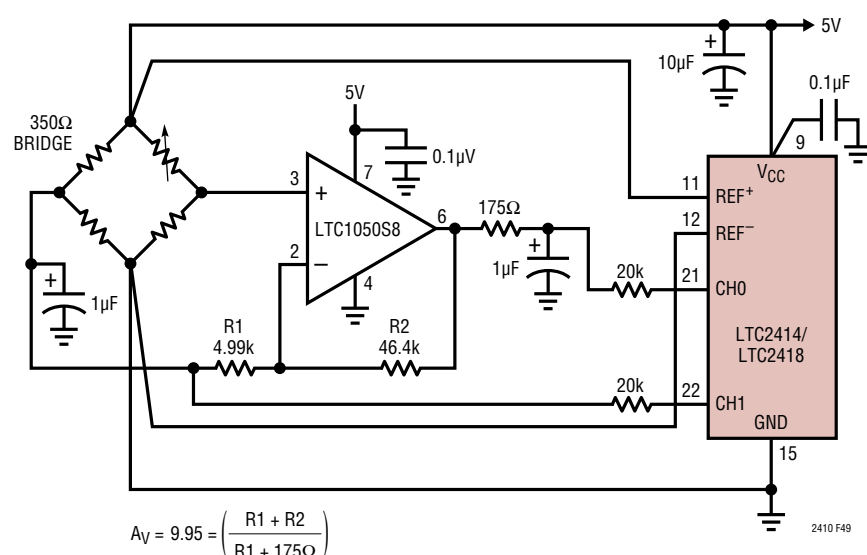 5V
10µF
+
0.1µF
350Ω
BRIDGE
5V
0.1µV
7
3
+
LTC1050S8
6
2
–
4
175Ω
+
1µF
+
1µF
R1
4.99k
R2
46.4k
20k
20k
9
VCC
11
REF+
12
REF–
21
CH0
LTC2414/
LTC2418
22
CH1
GND
15
AV = 9.95 = ( R1 + R2
R1 + 175Ω )
2410 F49